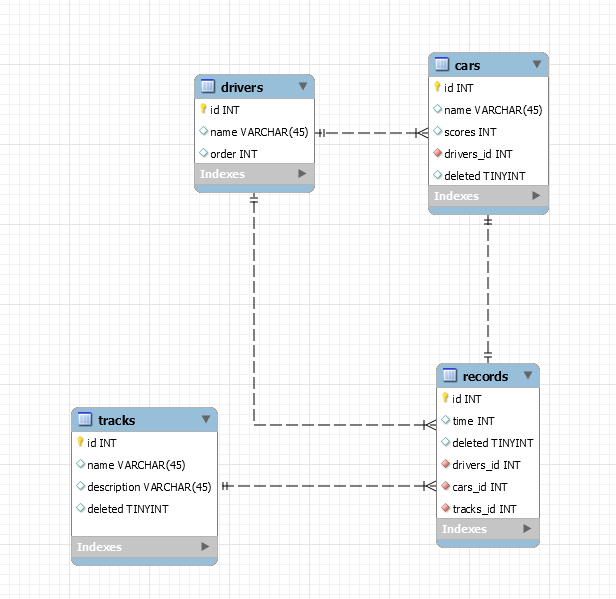 drivers
id INT
name VARCHAR(45)
order INT
Indexes
cars
id INT
name VARCHAR(45)
scores INT
drivers_id INT
deleted TINYINT
Indexes
tracks
id INT
name VARCHAR(45)
description VARCHAR(45)
deleted TINYINT
Indexes
records
id INT
time INT
deleted TINYINT
drivers_id INT
cars_id INT
tracks_id INT
Indexes